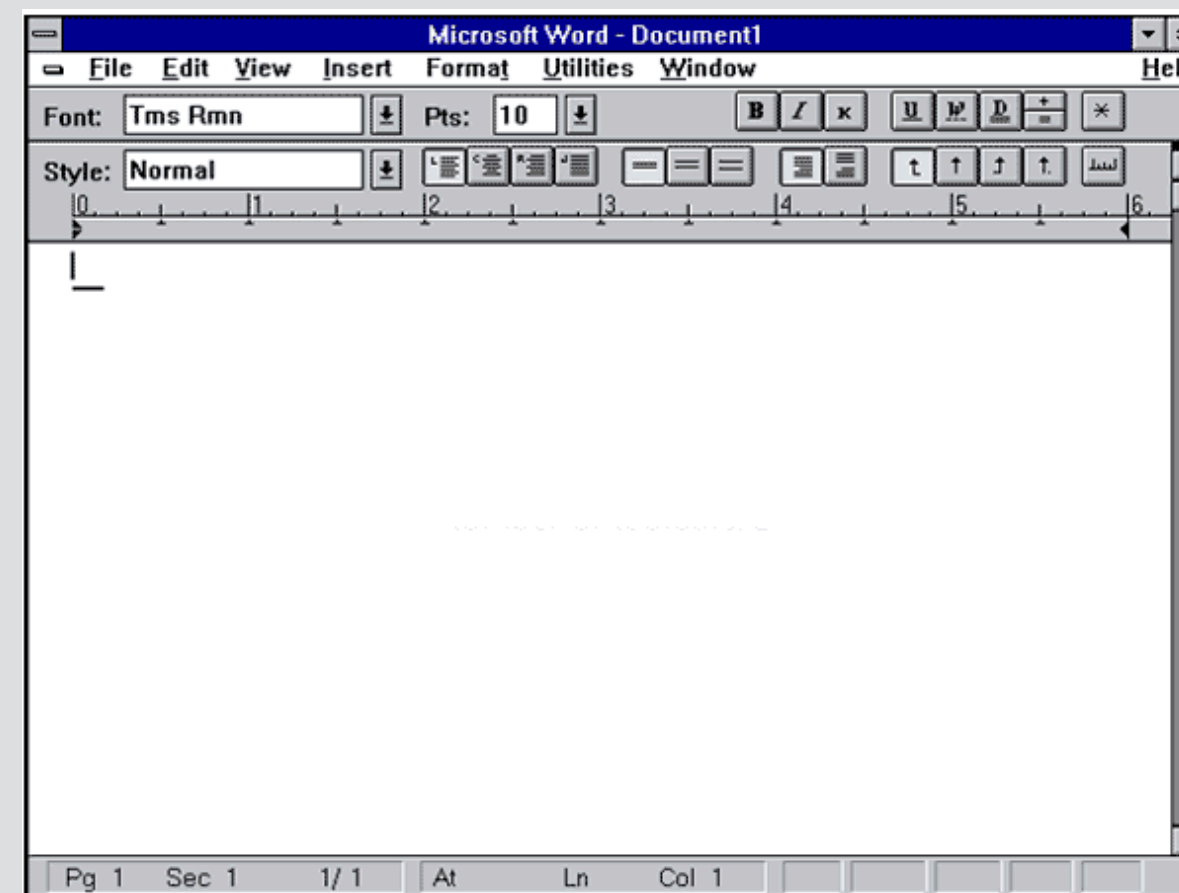 Microsoft Word - Document1
File Edit View Insert Format Utilities Window Hel
Font: Tms Rmn Pts: 10 B I K U W D + = *
Style: Normal L C R J
0 1 2 3 4 5 6
Pg 1 Sec 1 1/ 1 At Ln Col 1